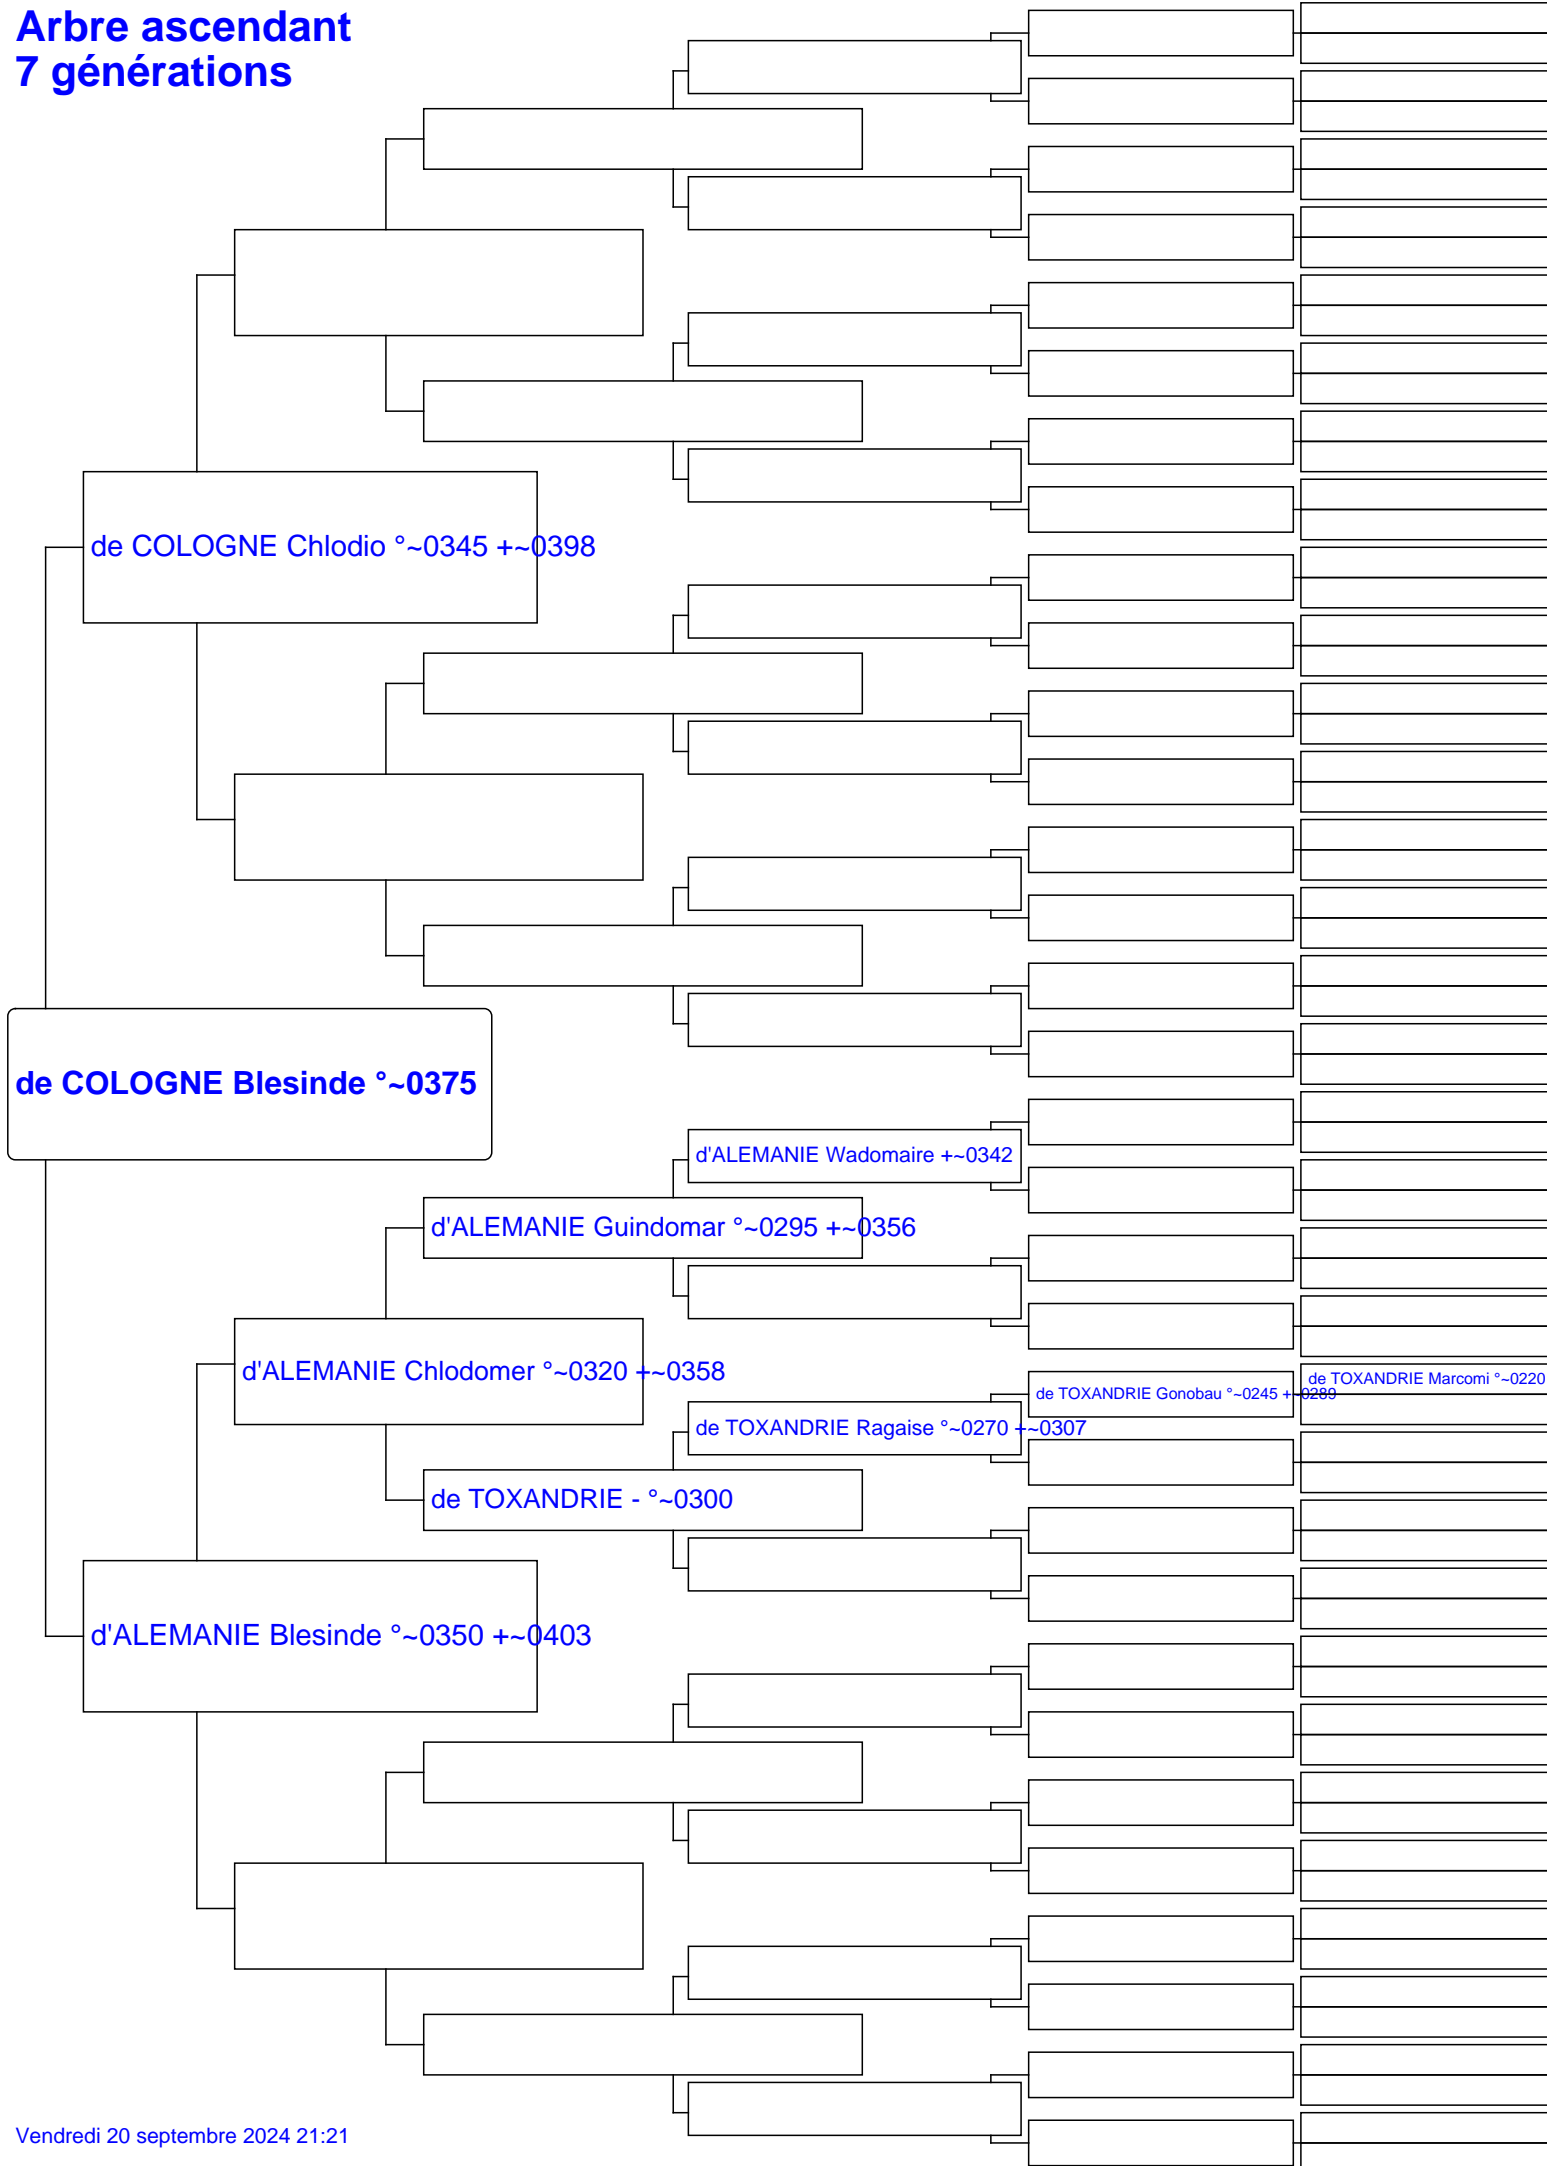 Arbre ascendant
7 générations
de COLOGNE Chlodio °~0345 +~0398
de COLOGNE Blesinde °~0375
d'ALEMANIE Wadomaire +~0342
d'ALEMANIE Guindomar °~0295 +~0356
d'ALEMANIE Chlodomer °~0320 +~0358
de TOXANDRIE Marcomi °~0220
de TOXANDRIE Gonobau °~0245 +~0289
de TOXANDRIE Ragaise °~0270 +~0307
de TOXANDRIE - °~0300
d'ALEMANIE Blesinde °~0350 +~0403
Vendredi 20 septembre 2024 21:21